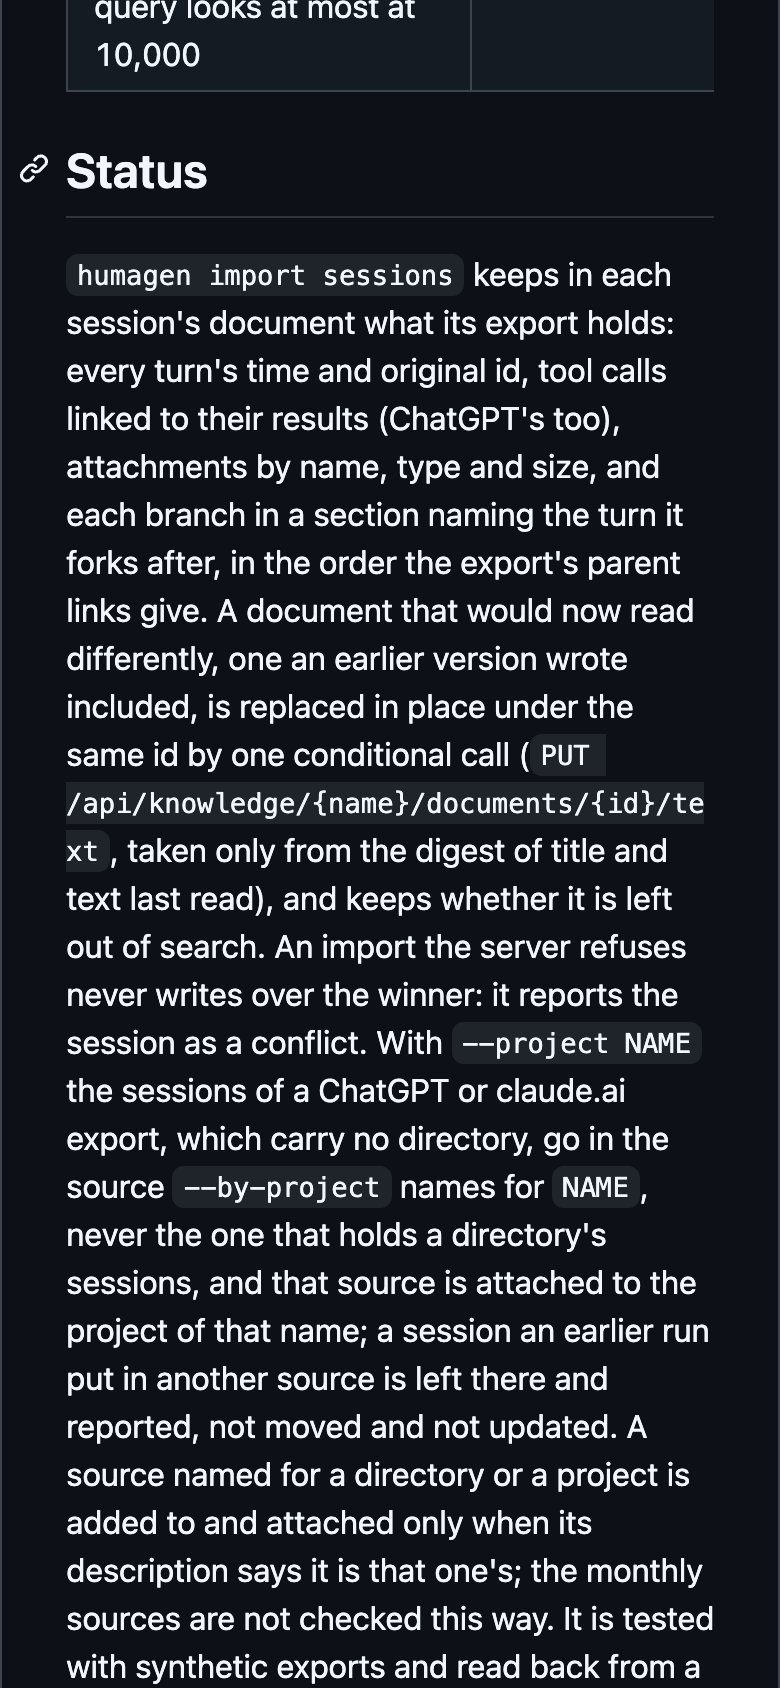 query looks at most at
10,000
Status
humagen import sessions keeps in each
session's document what its export holds:
every turn's time and original id, tool calls
linked to their results (ChatGPT's too),
attachments by name, type and size, and
each branch in a section naming the turn it
forks after, in the order the export's parent
links give. A document that would now read
differently, one an earlier version wrote
included, is replaced in place under the
same id by one conditional call ( PUT
/api/knowledge/{name}/documents/{id}/te
xt , taken only from the digest of title and
text last read), and keeps whether it is left
out of search. An import the server refuses
never writes over the winner: it reports the
session as a conflict. With --project NAME
the sessions of a ChatGPT or claude.ai
export, which carry no directory, go in the
source --by-project names for NAME ,
never the one that holds a directory's
sessions, and that source is attached to the
project of that name; a session an earlier run
put in another source is left there and
reported, not moved and not updated. A
source named for a directory or a project is
added to and attached only when its
description says it is that one's; the monthly
sources are not checked this way. It is tested
with synthetic exports and read back from a